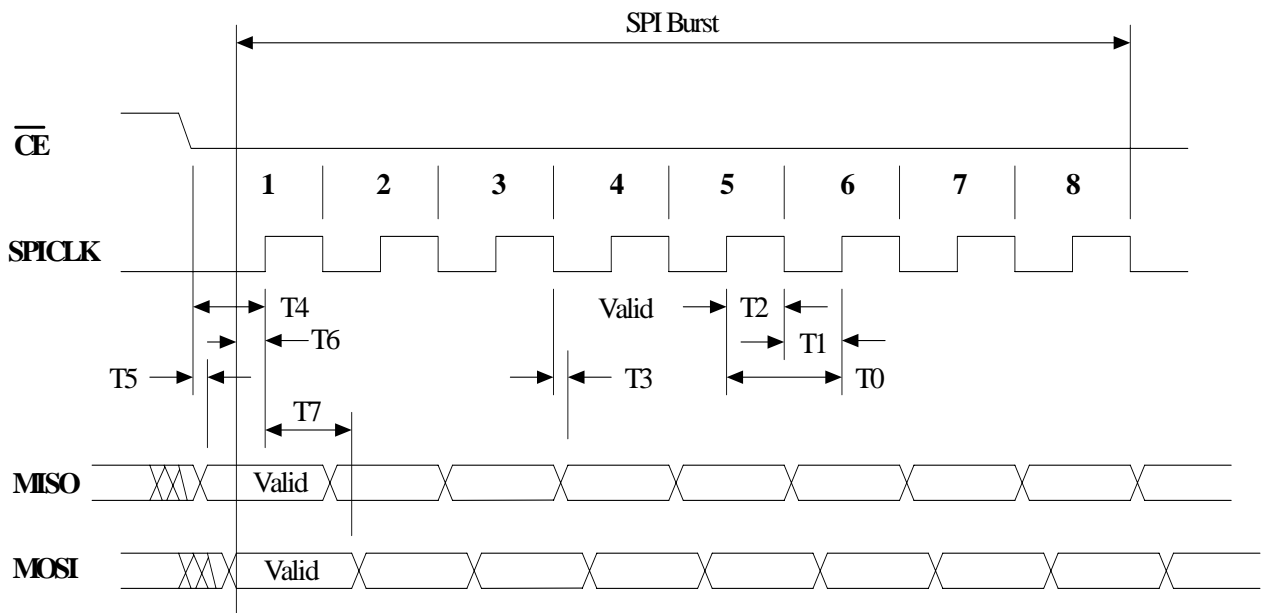 SPI Burst
CE
1 2 3 4 5 6 7 8
SPICLK
T4 Valid T2
T6 T1
T5 T3 T0
T7
MISO Valid
MOSI Valid